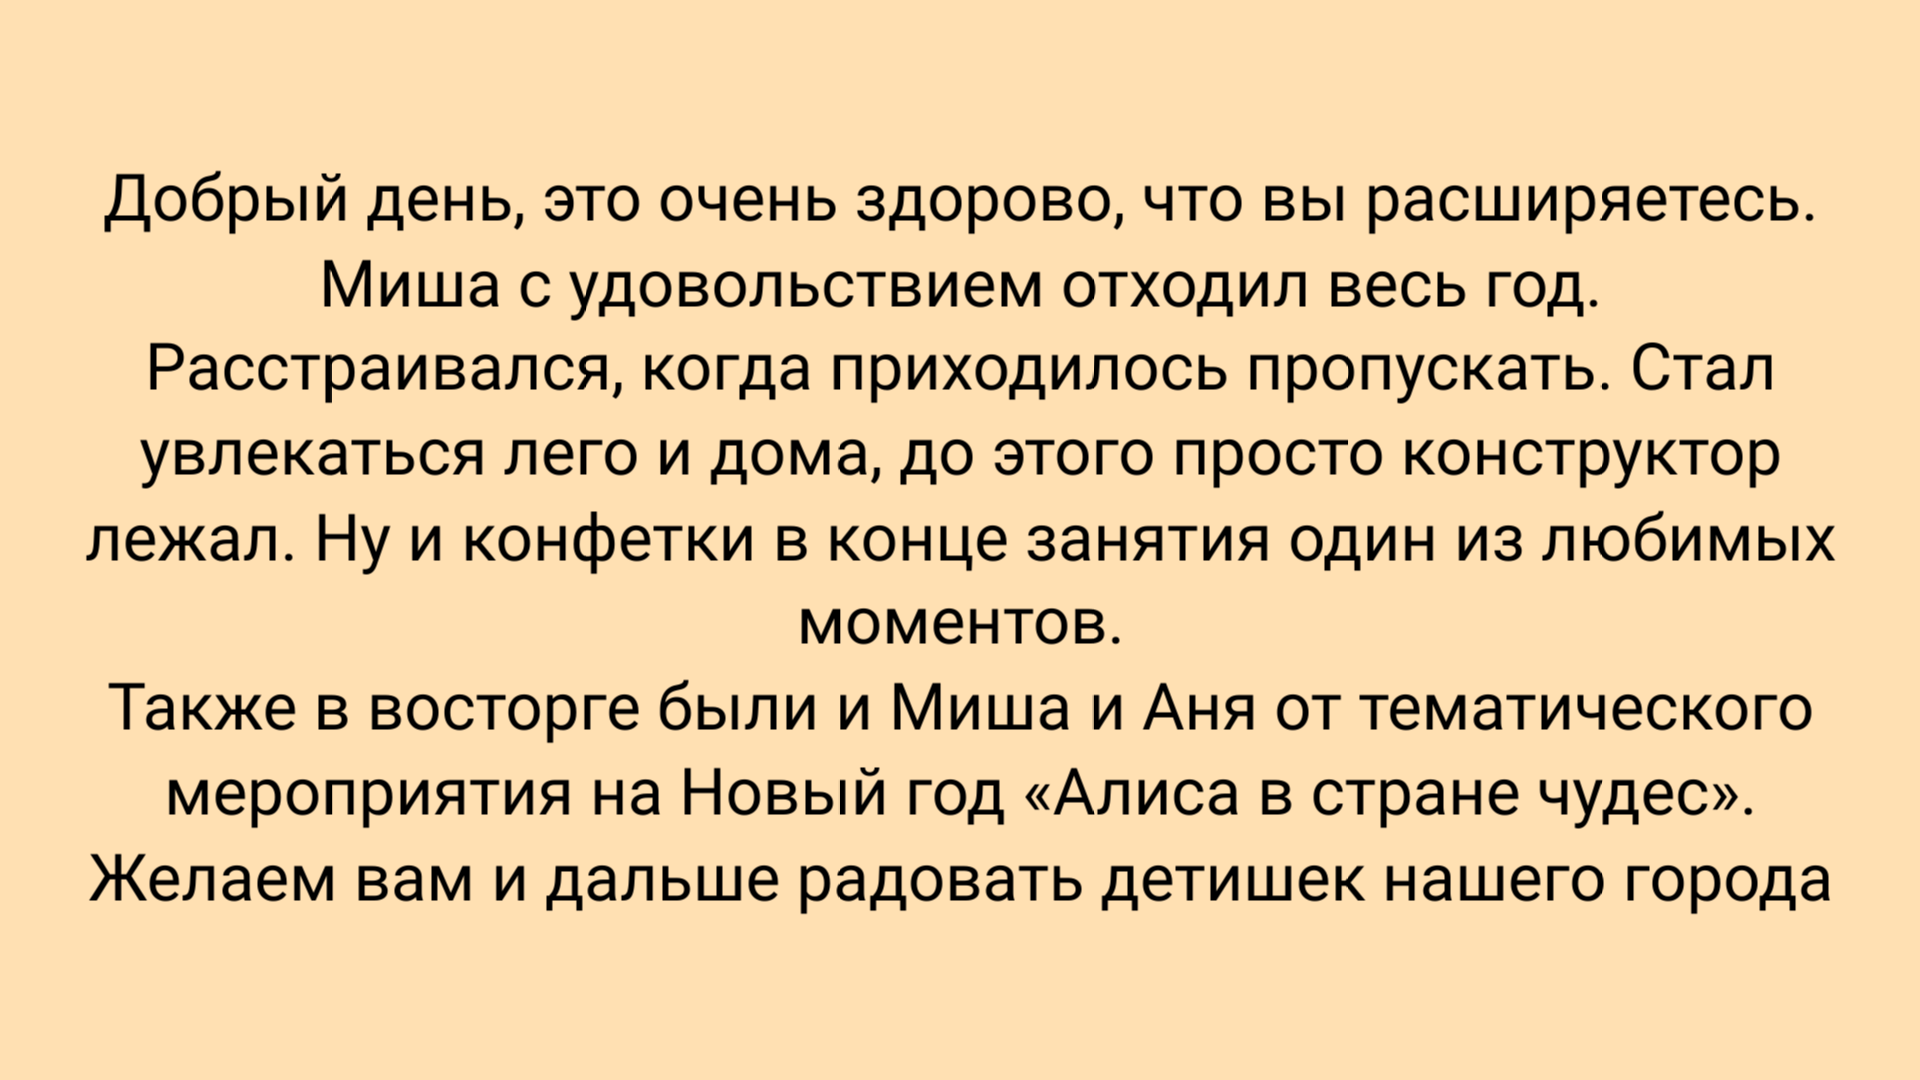 Добрый день, это очень здорово, что вы расширяетесь.
Миша с удовольствием отходил весь год.
Расстраивался, когда приходилось пропускать. Стал
увлекаться лего и дома, до этого просто конструктор
лежал. Ну и конфетки в конце занятия один из любимых
моментов.
Также в восторге были и Миша и Аня от тематического
мероприятия на Новый год «Алиса в стране чудес».
Желаем вам и дальше радовать детишек нашего города